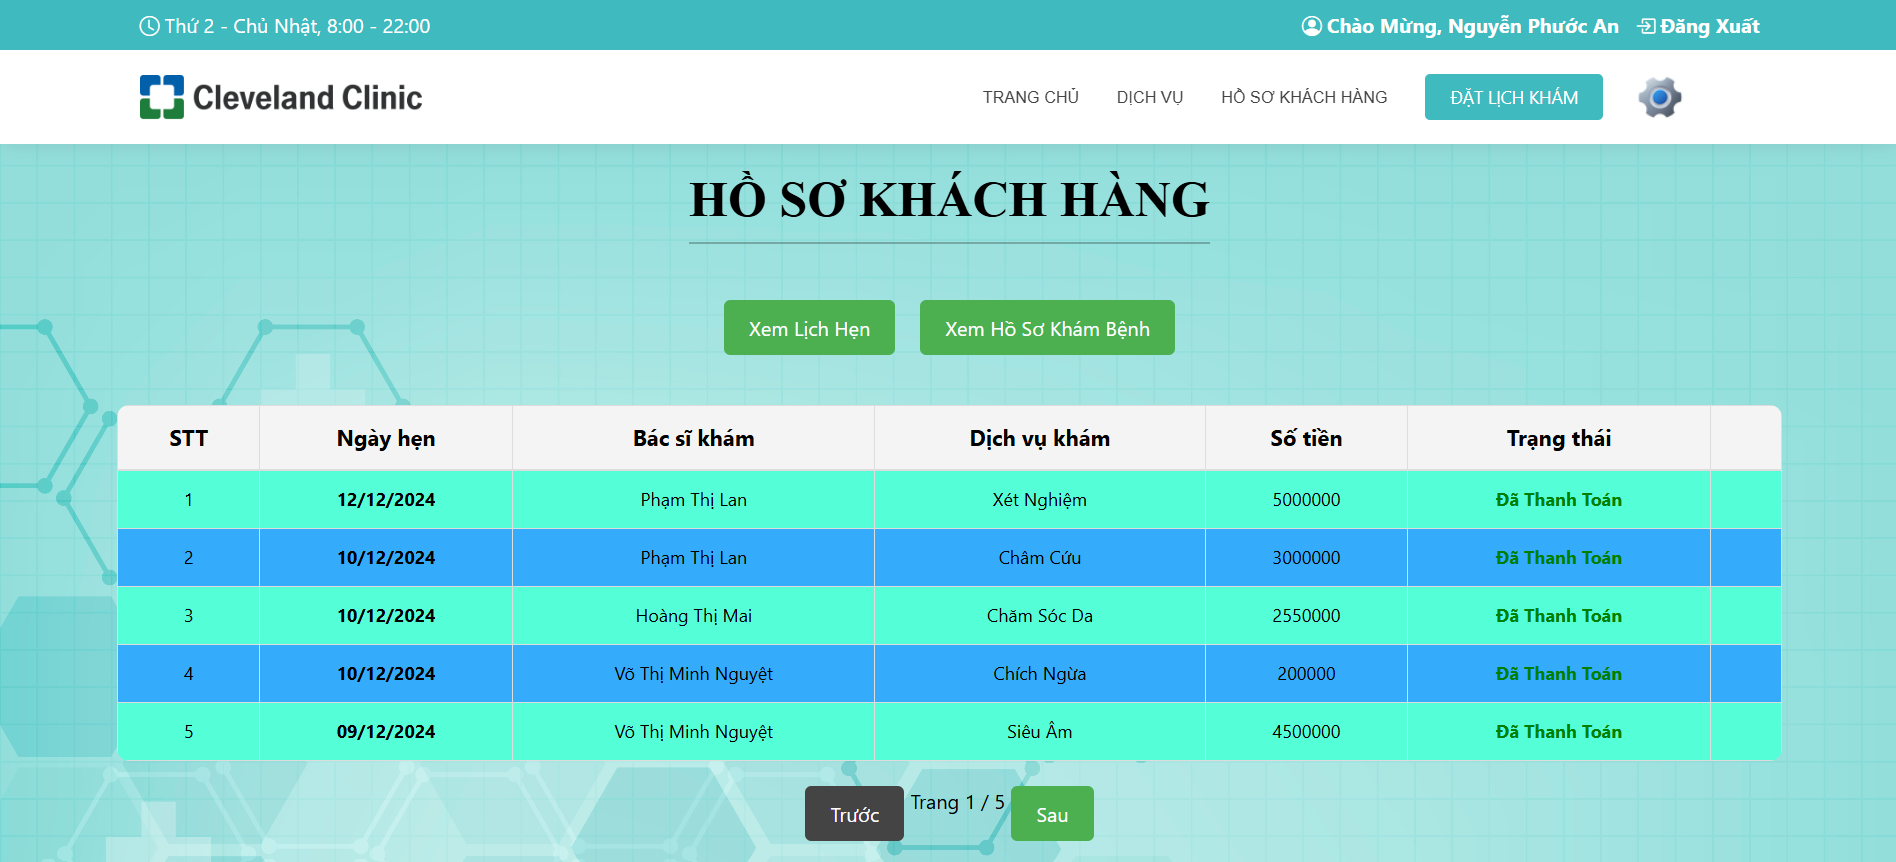 Thứ 2 - Chủ Nhật, 8:00 - 22:00 Chào Mừng, Nguyễn Phước An Đăng Xuất
Cleveland Clinic TRANG CHỦ DỊCH VỤ HỒ SƠ KHÁCH HÀNG ĐẶT LỊCH KHÁM
HỒ SƠ KHÁCH HÀNG
Xem Lịch Hẹn Xem Hồ Sơ Khám Bệnh
STT Ngày hẹn Bác sĩ khám Dịch vụ khám Số tiền Trạng thái
1 12/12/2024 Phạm Thị Lan Xét Nghiệm 5000000 Đã Thanh Toán
2 10/12/2024 Phạm Thị Lan Châm Cứu 3000000 Đã Thanh Toán
3 10/12/2024 Hoàng Thị Mai Chăm Sóc Da 2550000 Đã Thanh Toán
4 10/12/2024 Võ Thị Minh Nguyệt Chích Ngừa 200000 Đã Thanh Toán
5 09/12/2024 Võ Thị Minh Nguyệt Siêu Âm 4500000 Đã Thanh Toán
Trước Trang 1 / 5 Sau